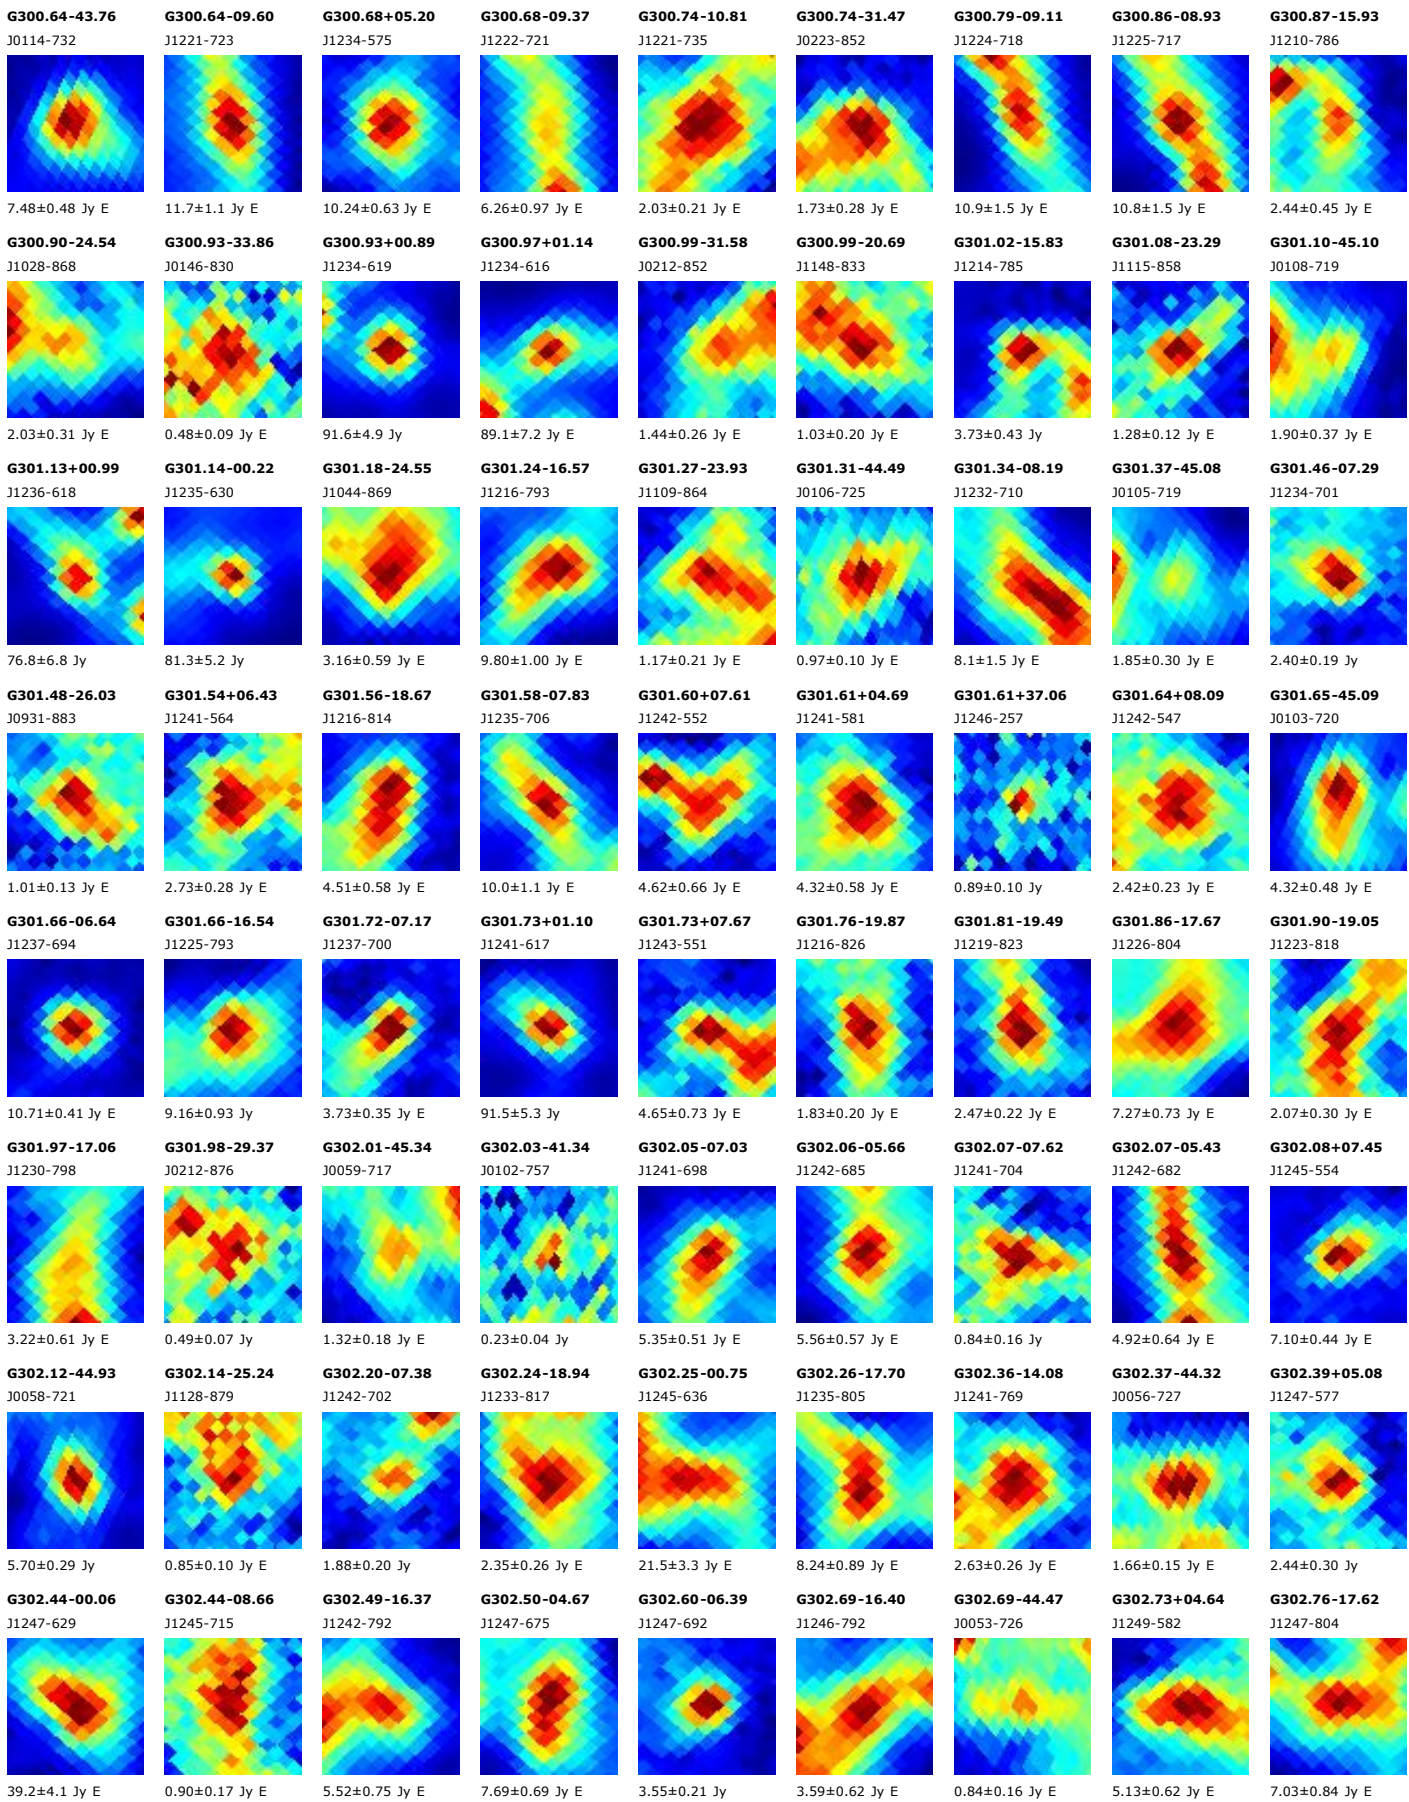 G300.64-43.76 G300.64-09.60 G300.68+05.20 G300.68-09.37 G300.74-10.81 G300.74-31.47 G300.79-09.11 G300.86-08.93 G300.87-15.93
J0114-732 J1221-723 J1234-575 J1222-721 J1221-735 J0223-852 J1224-718 J1225-717 J1210-786
7.48±0.48 Jy E 11.7±1.1 Jy E 10.24±0.63 Jy E 6.26±0.97 Jy E 2.03±0.21 Jy E 1.73±0.28 Jy E 10.9±1.5 Jy E 10.8±1.5 Jy E 2.44±0.45 Jy E
G300.90-24.54 G300.93-33.86 G300.93+00.89 G300.97+01.14 G300.99-31.58 G300.99-20.69 G301.02-15.83 G301.08-23.29 G301.10-45.10
J1028-868 J0146-830 J1234-619 J1234-616 J0212-852 J1148-833 J1214-785 J1115-858 J0108-719
2.03±0.31 Jy E 0.48±0.09 Jy E 91.6±4.9 Jy 89.1±7.2 Jy E 1.44±0.26 Jy E 1.03±0.20 Jy E 3.73±0.43 Jy 1.28±0.12 Jy E 1.90±0.37 Jy E
G301.13+00.99 G301.14-00.22 G301.18-24.55 G301.24-16.57 G301.27-23.93 G301.31-44.49 G301.34-08.19 G301.37-45.08 G301.46-07.29
J1236-618 J1235-630 J1044-869 J1216-793 J1109-864 J0106-725 J1232-710 J0105-719 J1234-701
76.8±6.8 Jy 81.3±5.2 Jy 3.16±0.59 Jy E 9.80±1.00 Jy E 1.17±0.21 Jy E 0.97±0.10 Jy E 8.1±1.5 Jy E 1.85±0.30 Jy E 2.40±0.19 Jy
G301.48-26.03 G301.54+06.43 G301.56-18.67 G301.58-07.83 G301.60+07.61 G301.61+04.69 G301.61+37.06 G301.64+08.09 G301.65-45.09
J0931-883 J1241-564 J1216-814 J1235-706 J1242-552 J1241-581 J1246-257 J1242-547 J0103-720
1.01±0.13 Jy E 2.73±0.28 Jy E 4.51±0.58 Jy E 10.0±1.1 Jy E 4.62±0.66 Jy E 4.32±0.58 Jy E 0.89±0.10 Jy 2.42±0.23 Jy E 4.32±0.48 Jy E
G301.66-06.64 G301.66-16.54 G301.72-07.17 G301.73+01.10 G301.73+07.67 G301.76-19.87 G301.81-19.49 G301.86-17.67 G301.90-19.05
J1237-694 J1225-793 J1237-700 J1241-617 J1243-551 J1216-826 J1219-823 J1226-804 J1223-818
10.71±0.41 Jy E 9.16±0.93 Jy 3.73±0.35 Jy E 91.5±5.3 Jy 4.65±0.73 Jy E 1.83±0.20 Jy E 2.47±0.22 Jy E 7.27±0.73 Jy E 2.07±0.30 Jy E
G301.97-17.06 G301.98-29.37 G302.01-45.34 G302.03-41.34 G302.05-07.03 G302.06-05.66 G302.07-07.62 G302.07-05.43 G302.08+07.45
J1230-798 J0212-876 J0059-717 J0102-757 J1241-698 J1242-685 J1241-704 J1242-682 J1245-554
3.22±0.61 Jy E 0.49±0.07 Jy 1.32±0.18 Jy E 0.23±0.04 Jy 5.35±0.51 Jy E 5.56±0.57 Jy E 0.84±0.16 Jy 4.92±0.64 Jy E 7.10±0.44 Jy E
G302.12-44.93 G302.14-25.24 G302.20-07.38 G302.24-18.94 G302.25-00.75 G302.26-17.70 G302.36-14.08 G302.37-44.32 G302.39+05.08
J0058-721 J1128-879 J1242-702 J1233-817 J1245-636 J1235-805 J1241-769 J0056-727 J1247-577
5.70±0.29 Jy 0.85±0.10 Jy E 1.88±0.20 Jy 2.35±0.26 Jy E 21.5±3.3 Jy E 8.24±0.89 Jy E 2.63±0.26 Jy E 1.66±0.15 Jy E 2.44±0.30 Jy
G302.44-00.06 G302.44-08.66 G302.49-16.37 G302.50-04.67 G302.60-06.39 G302.69-16.40 G302.69-44.47 G302.73+04.64 G302.76-17.62
J1247-629 J1245-715 J1242-792 J1247-675 J1247-692 J1246-792 J0053-726 J1249-582 J1247-804
39.2±4.1 Jy E 0.90±0.17 Jy E 5.52±0.75 Jy E 7.69±0.69 Jy E 3.55±0.21 Jy 3.59±0.62 Jy E 0.84±0.16 Jy E 5.13±0.62 Jy E 7.03±0.84 Jy E